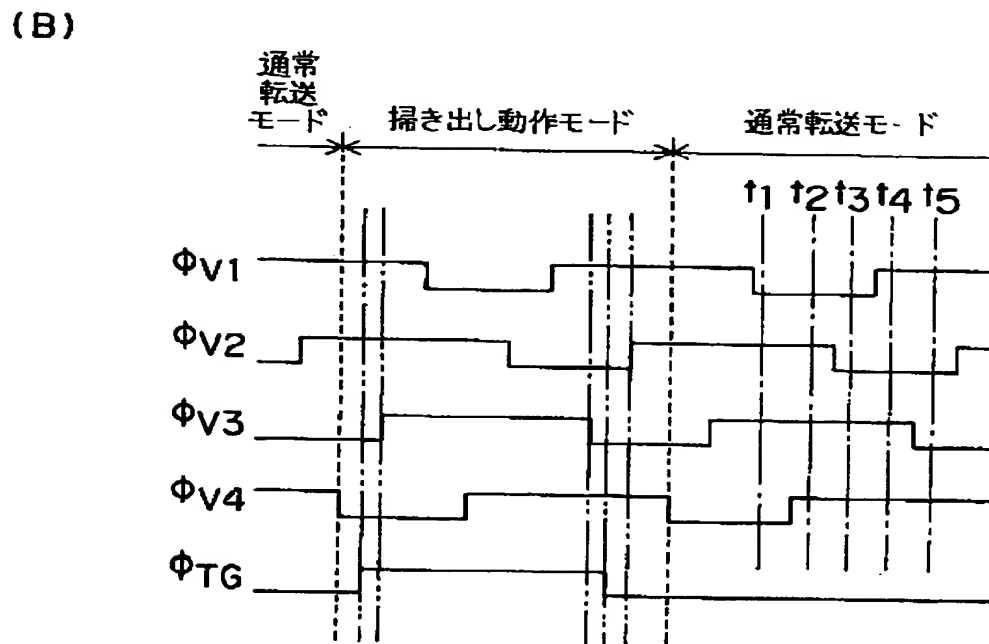 (B)
通常
転送
モード
掃き出し動作モード
通常転送モード
t1 t2 t3 t4 t5
ΦV1
ΦV2
ΦV3
ΦV4
ΦTG